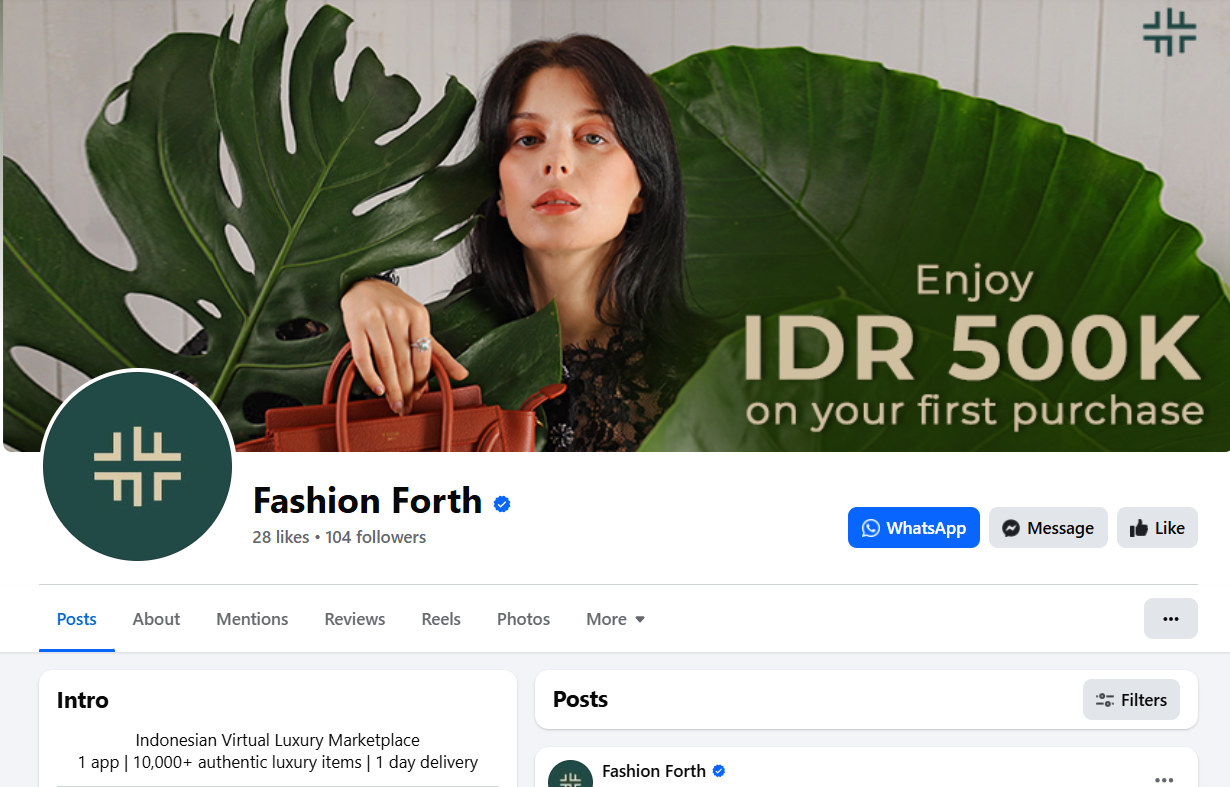 Enjoy
IDR 500K
on your first purchase
Fashion Forth
28 likes • 104 followers
WhatsApp
Message
Like
Posts
About
Mentions
Reviews
Reels
Photos
More
Intro
Indonesian Virtual Luxury Marketplace
1 app | 10,000+ authentic luxury items | 1 day delivery
Posts
Filters
Fashion Forth